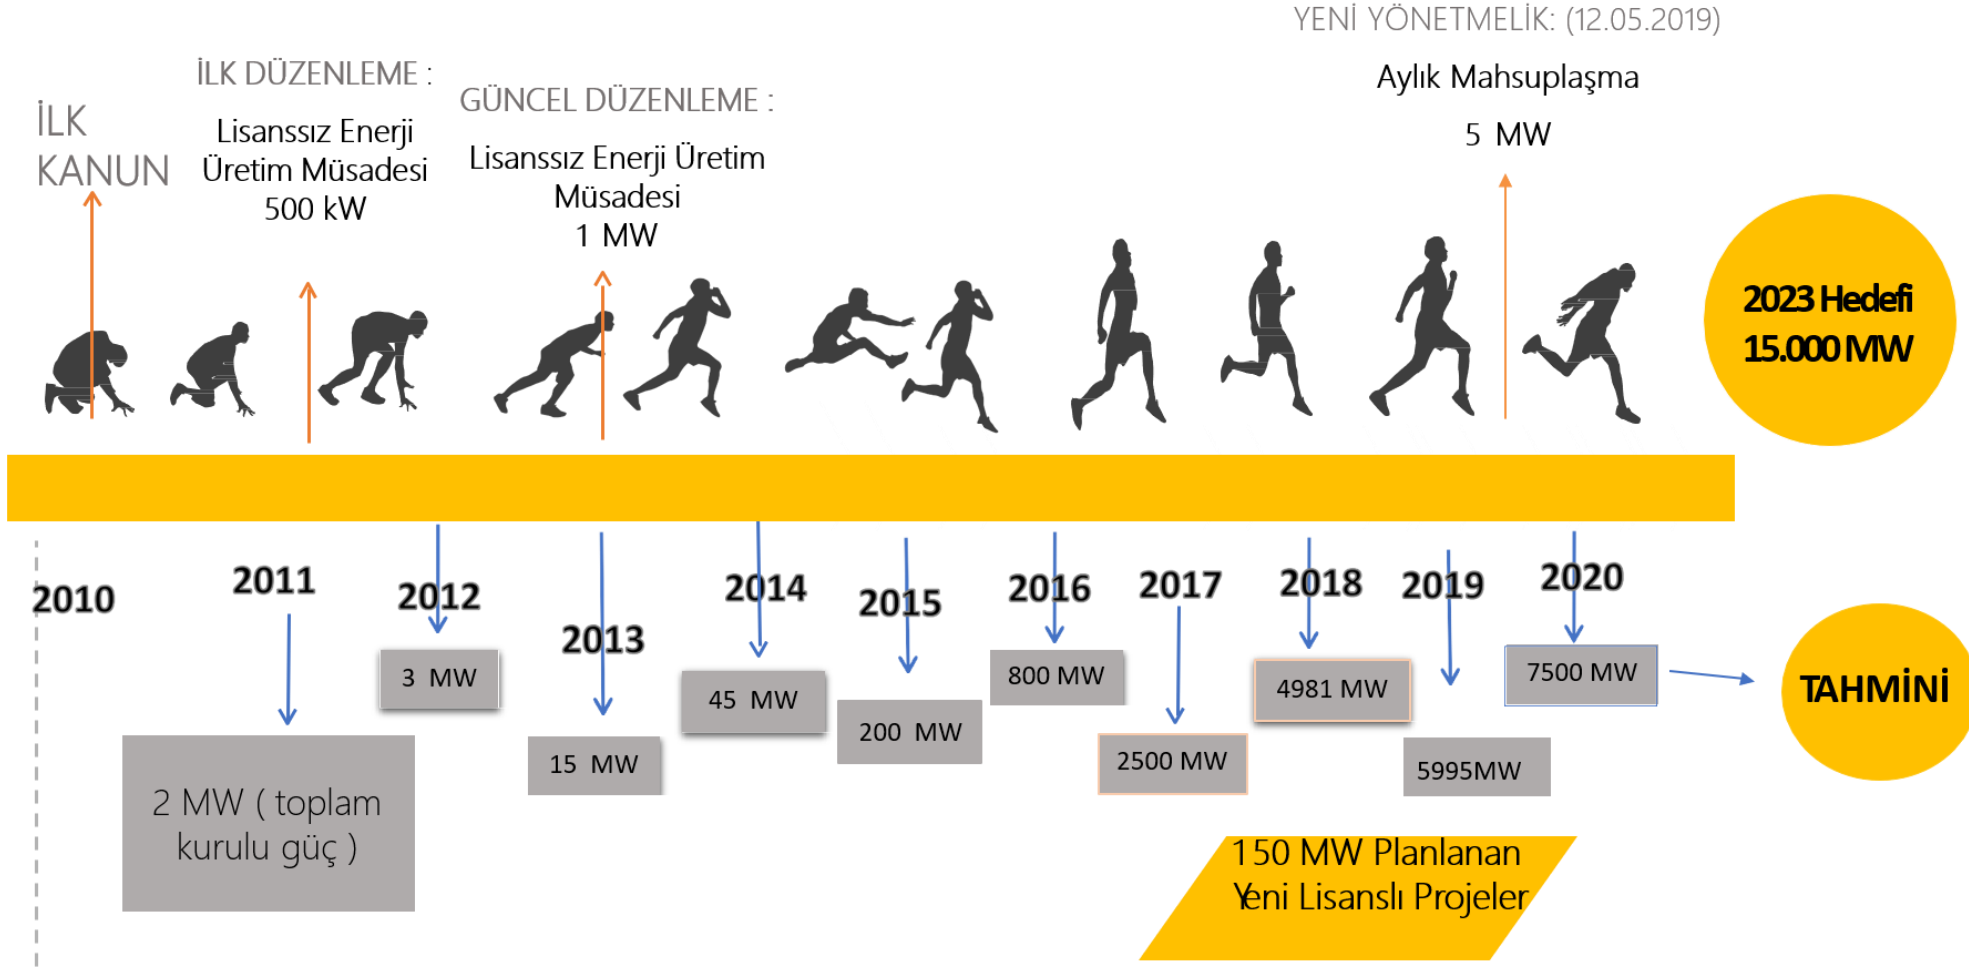 YENİ YÖNETMELİK: (12.05.2019)
Aylık Mahsuplaşma
5 MW
İLK
KANUN
İLK DÜZENLEME :
Lisanssız Enerji
Üretim Müsadesi
500 kW
GÜNCEL DÜZENLEME :
Lisanssız Enerji Üretim
Müsadesi
1 MW
2023 Hedefi
15.000 MW
2010
2011
2012
2013
2014
2015
2016
2017
2018
2019
2020
2 MW ( toplam
kurulu güç )
3 MW
15 MW
45 MW
200 MW
800 MW
2500 MW
4981 MW
5995MW
7500 MW
TAHMİNİ
150 MW Planlanan
Yeni Lisanslı Projeler